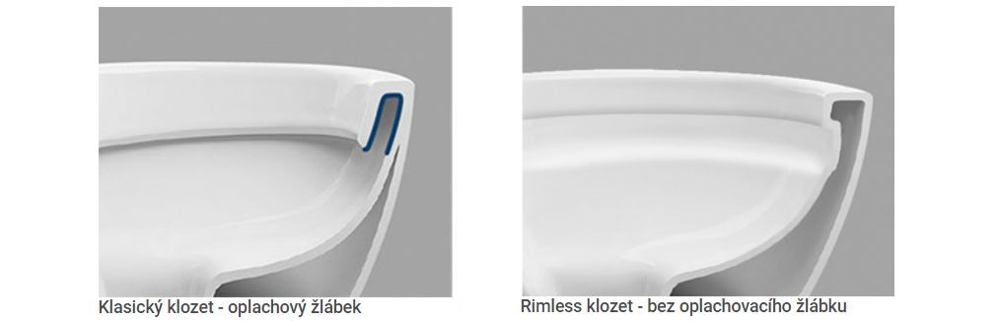 Klasický klozet - oplachový žlábek
Rimless klozet - bez oplachovacího žlábku